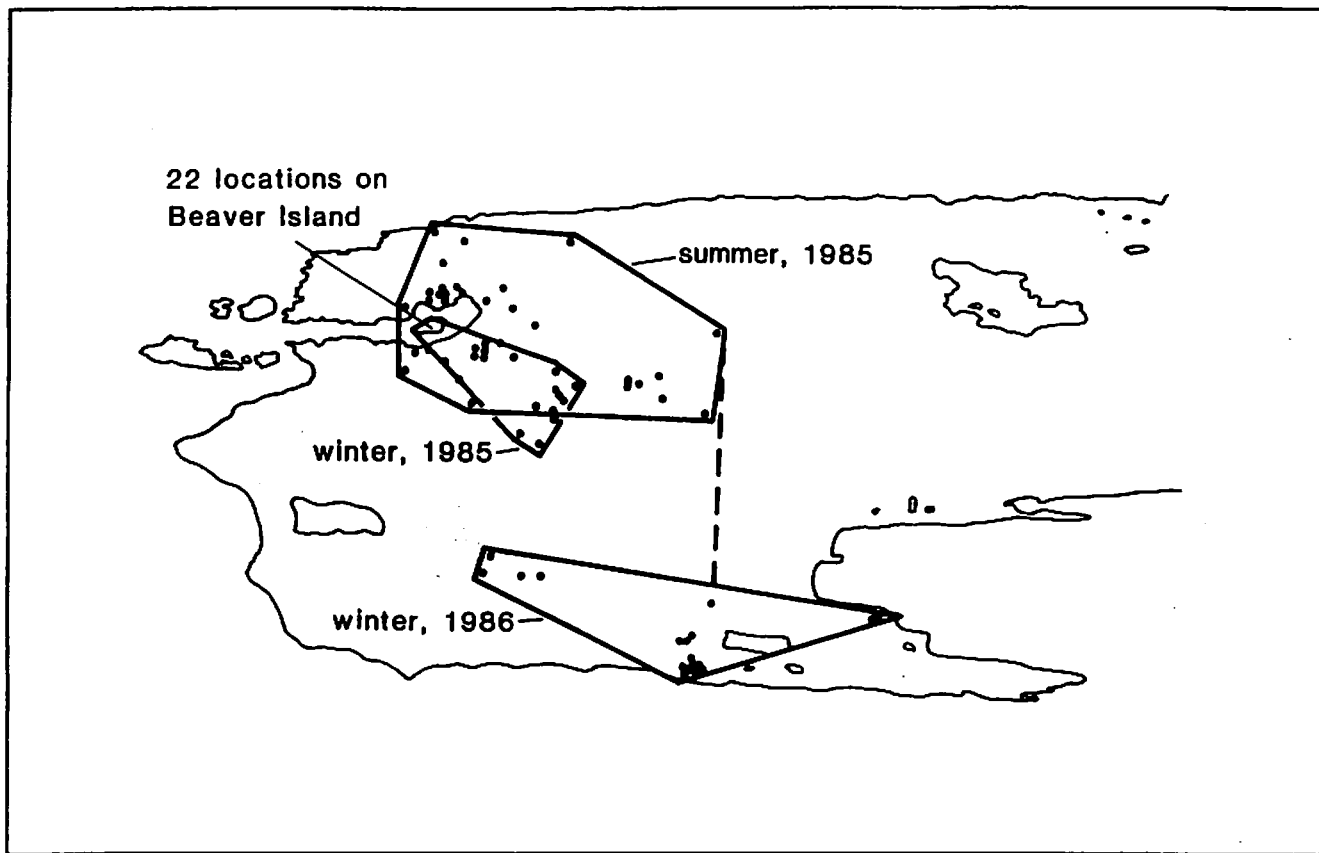 22 locations on
Beaver Island
summer, 1985
winter, 1985
winter, 1986